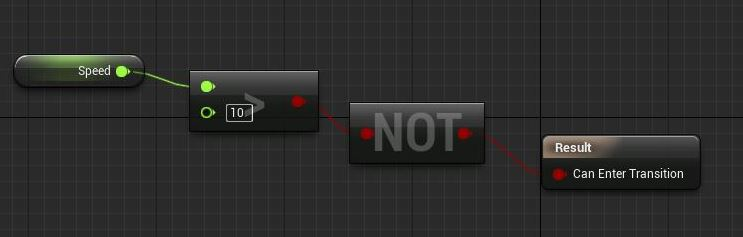 Speed
10
>
NOT
Result
Can Enter Transition